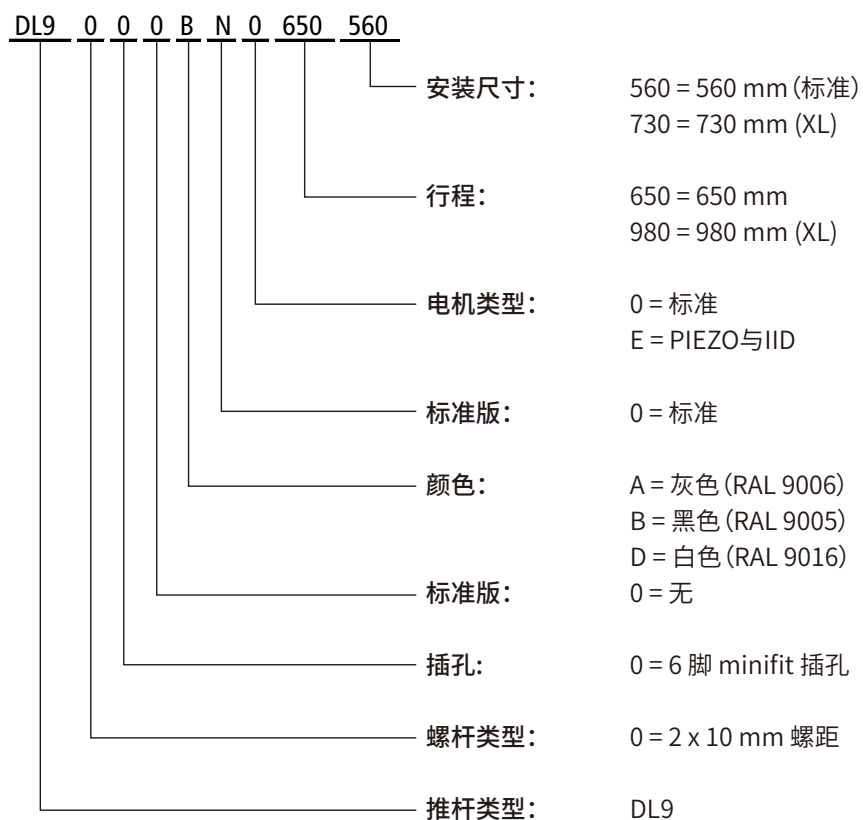 DL9 0 0 0 B N 0 650 560
安装尺寸： 560 = 560 mm（标准）
730 = 730 mm (XL)
行程： 650 = 650 mm
980 = 980 mm (XL)
电机类型： 0 = 标准
E = PIEZO与IID
标准版： 0 = 标准
颜色： A = 灰色（RAL 9006）
B = 黑色（RAL 9005）
D = 白色（RAL 9016）
标准版： 0 = 无
插孔: 0 = 6 脚 minifit 插孔
螺杆类型： 0 = 2 x 10 mm 螺距
推杆类型： DL9